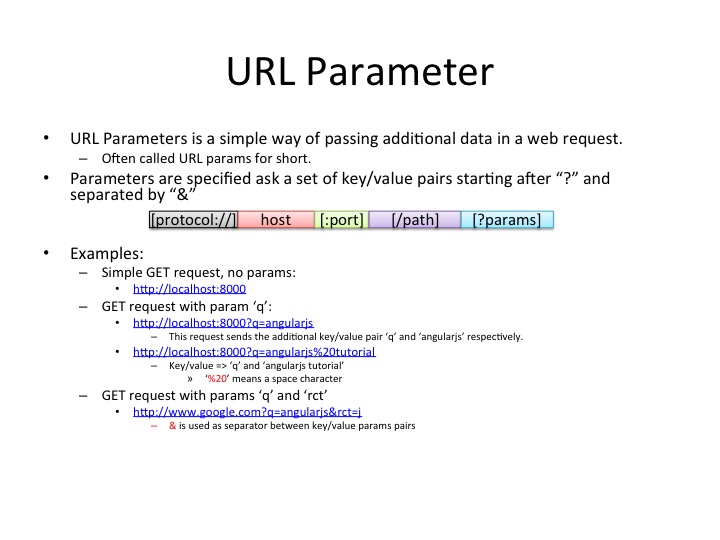 URL Parameter
• URL Parameters is a simple way of passing additional data in a web request.
– Often called URL params for short.
• Parameters are specified ask a set of key/value pairs starting after “?” and
separated by “&”
[protocol://] host [:port] [/path] [?params]
• Examples:
– Simple GET request, no params:
• http://localhost:8000
– GET request with param ‘q’:
• http://localhost:8000?q=angularjs
– This request sends the additional key/value pair ‘q’ and ‘angularjs’ respectively.
• http://localhost:8000?q=angularjs%20tutorial
– Key/value => ‘q’ and ‘angularjs tutorial’
» ‘%20’ means a space character
– GET request with params ‘q’ and ‘rct’
• http://www.google.com?q=angularjs&rct=j
– & is used as separator between key/value params pairs